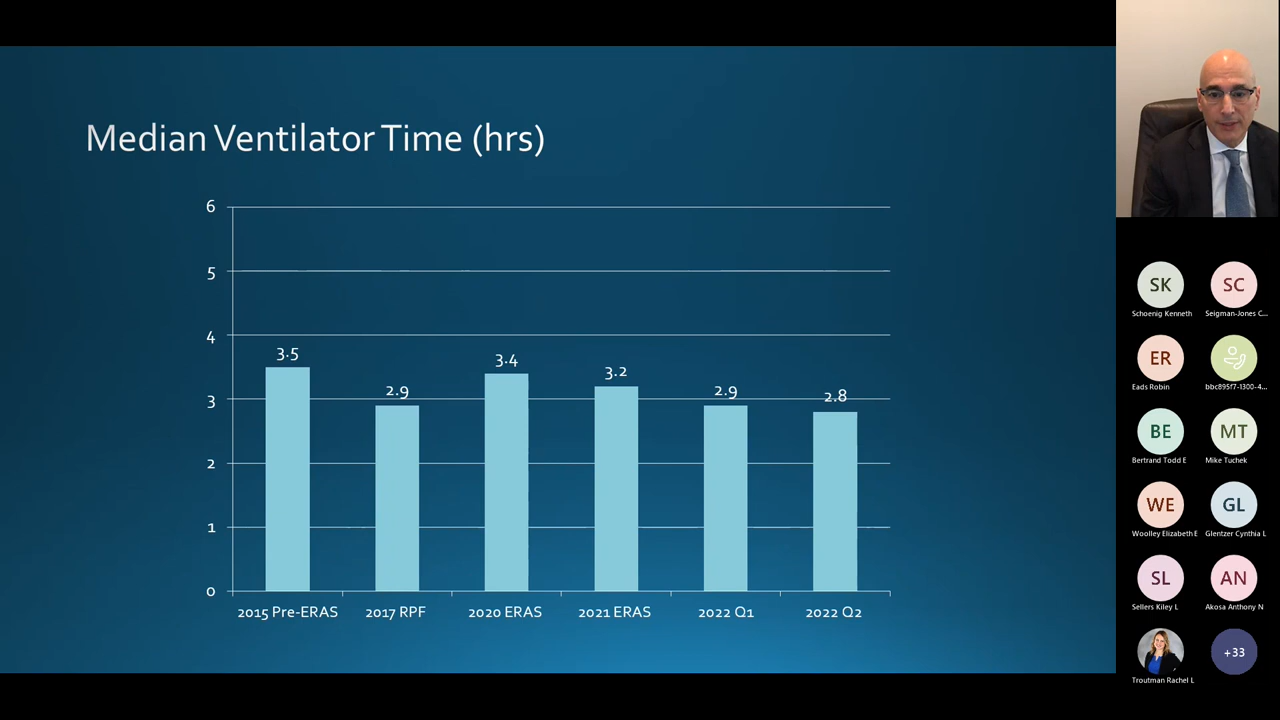 Median Ventilator Time (hrs)
6
5
4
3
2
1
0
3.5
2.9
3.4
3.2
2.9
2.8
2015 Pre-ERAS
2017 RPF
2020 ERAS
2021 ERAS
2022 Q1
2022 Q2
SK
Schoenig Kenneth
SC
Seigman-Jones C...
ER
Eads Robin
bbc895f7-1300-4...
BE
Bertrand Todd E
MT
Mike Tuchek
WE
Woolley Elizabeth E
GL
Glentzer Cynthia L
SL
Sellers Kiley L
AN
Akosa Anthony N
Troutman Rachel L
+33